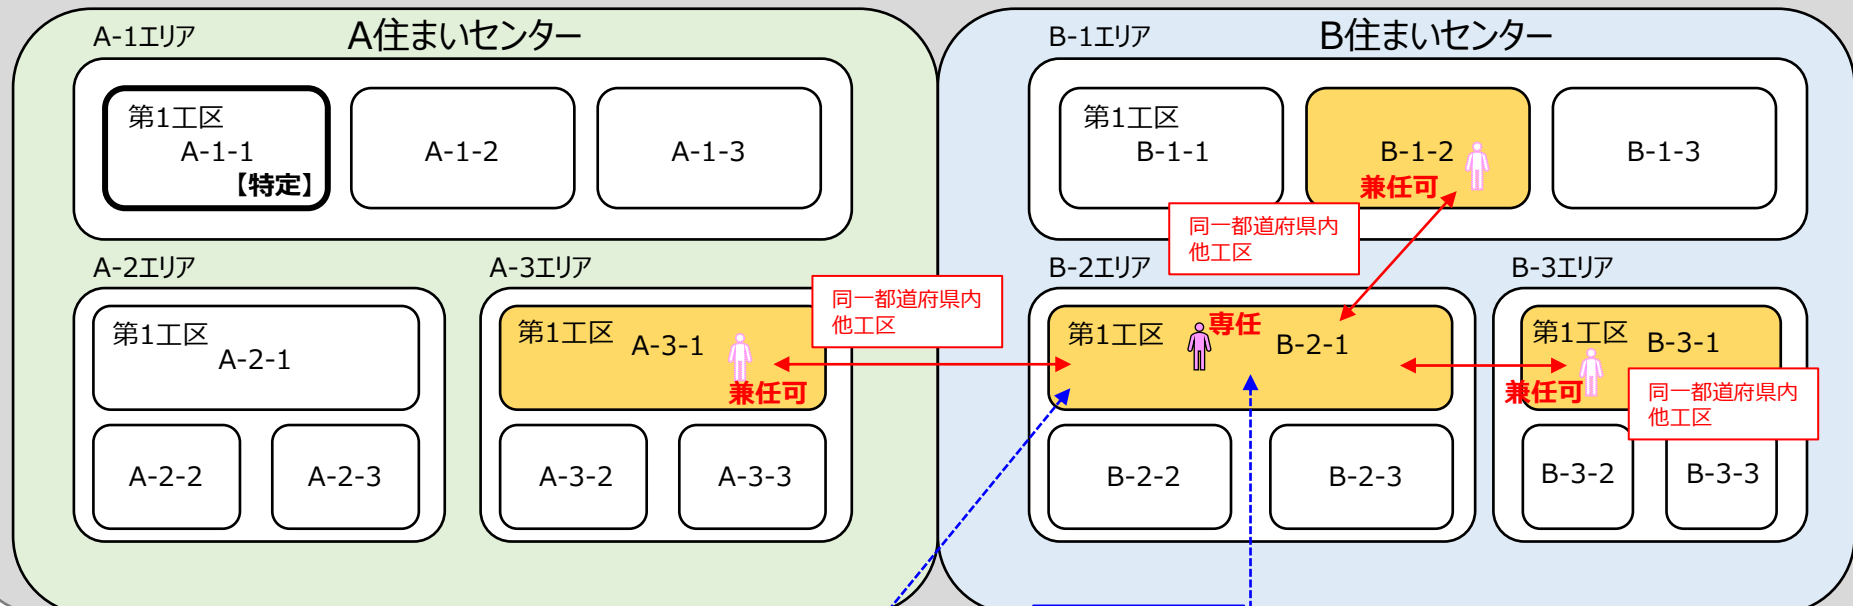 A-1エリア
A住まいセンター
第1工区
A-1-1
【特定】
A-1-2
A-1-3
A-2エリア
第1工区
A-2-1
A-2-2
A-2-3
A-3エリア
第1工区
A-3-1
兼任可
A-3-2
A-3-3
同一都道府県内
他工区
B-1エリア
B住まいセンター
第1工区
B-1-1
B-1-2
兼任可
B-1-3
同一都道府県内
他工区
B-2エリア
第1工区
専任
B-2-1
B-2-2
B-2-3
B-3エリア
第1工区
B-3-1
兼任可
同一都道府県内
他工区
B-3-2
B-3-3